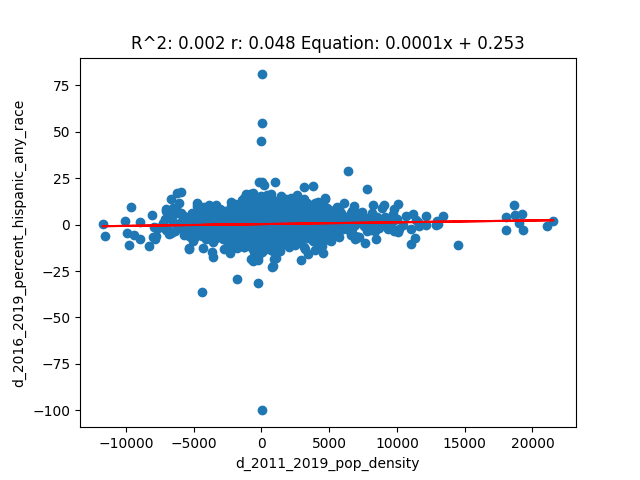 R^2: 0.002 r: 0.048 Equation: 0.0001x + 0.253
d_2016_2019_percent_hispanic_any_race
75
50
25
0
−25
−50
−75
−100
−10000 −5000 0 5000 10000 15000 20000
d_2011_2019_pop_density